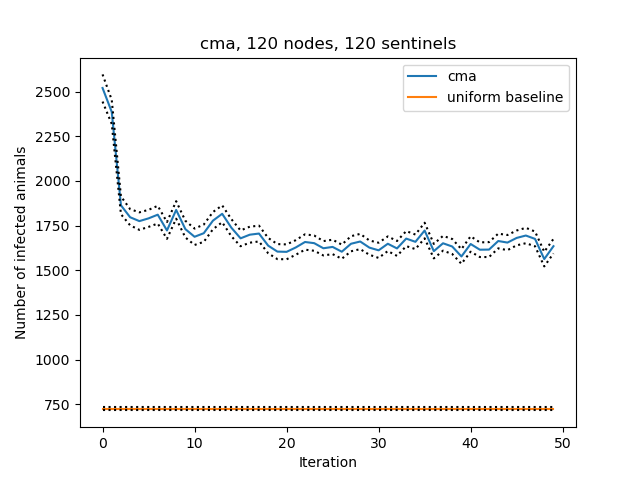 cma, 120 nodes, 120 sentinels
cma
uniform baseline
Number of infected animals
2500
2250
2000
1750
1500
1250
1000
750
0 10 20 30 40 50
Iteration